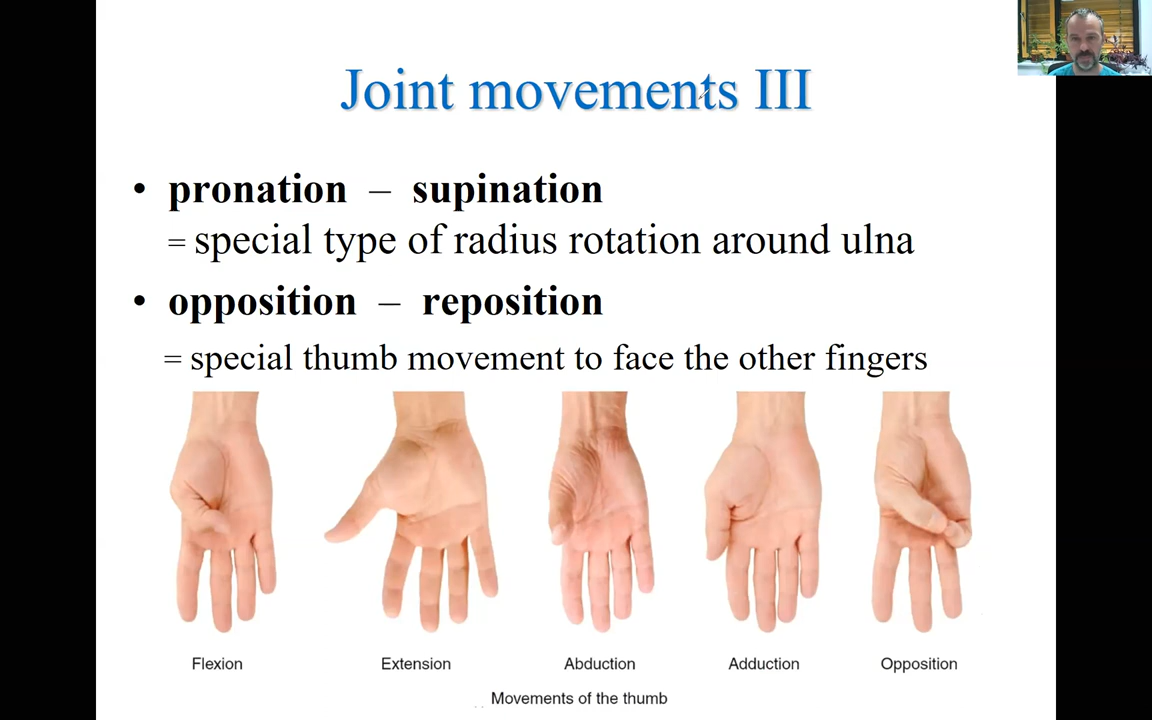 Joint movements III
• pronation – supination
= special type of radius rotation around ulna
• opposition – reposition
= special thumb movement to face the other fingers
Flexion Extension Abduction Adduction Opposition
Movements of the thumb